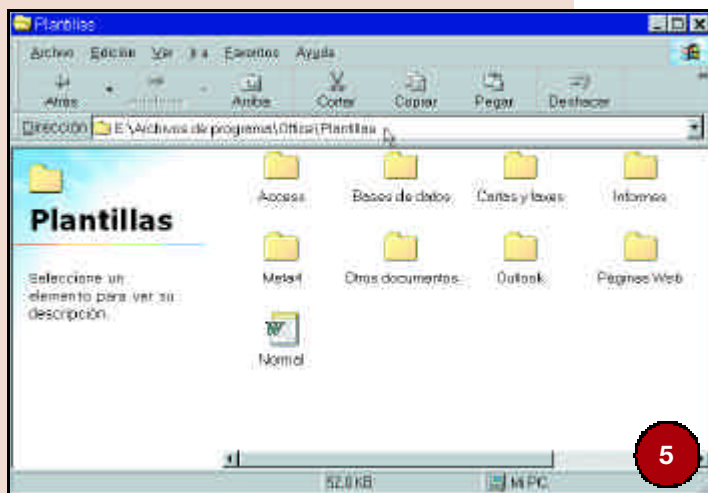 Plantillas
Archivo Edición Ver Ir a Favoritos Ayuda
Atrás Arriba Cortar Copiar Pegar Deshacer
Dirección E:\Archivos de programa\Office\Plantillas
Plantillas
Seleccione un
elemento para ver su
descripción.
Access Bases de datos Cartas y faxes Informes
Meta4 Otros documentos Outlook Páginas Web
Normal
52,0 KB Mi PC
5